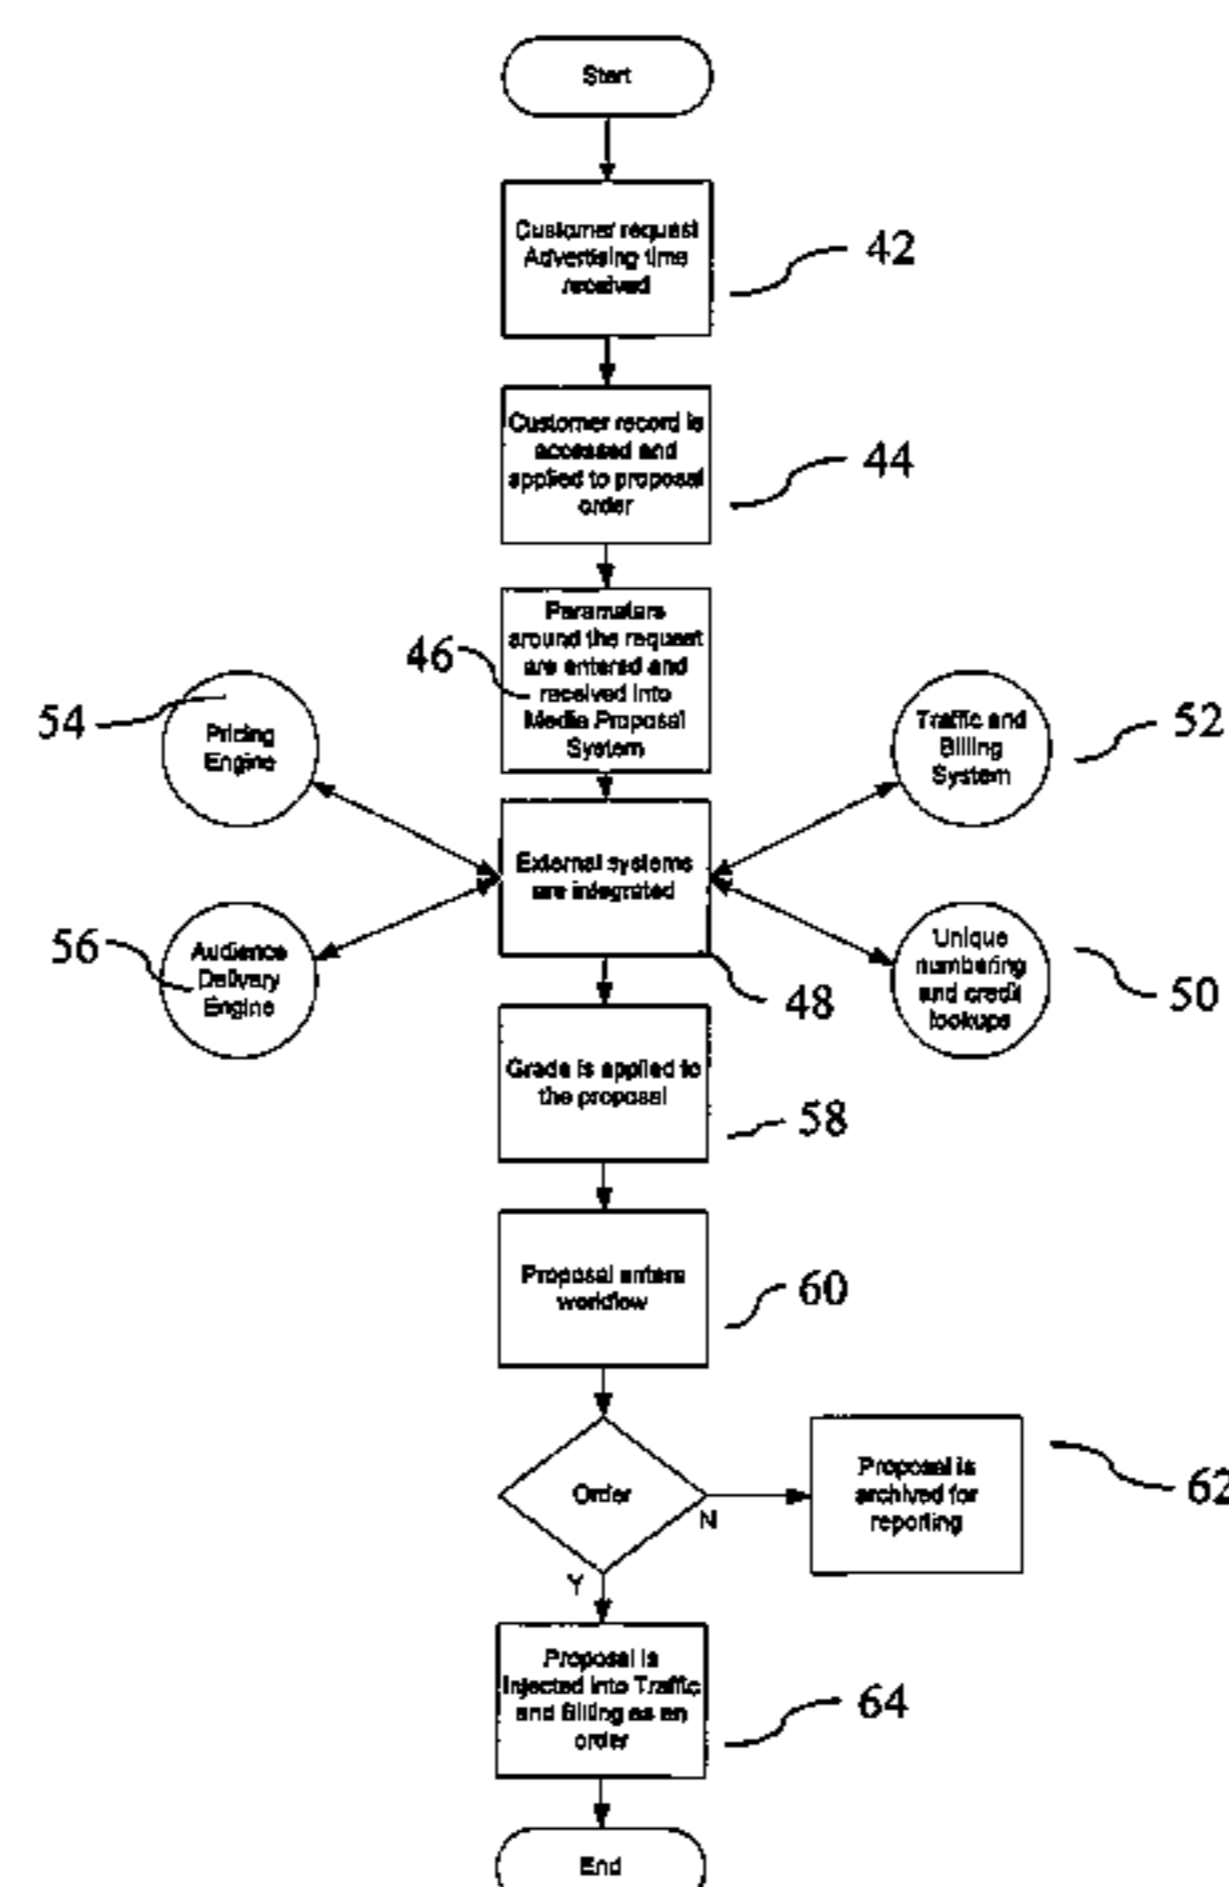 Start
Customer request
Advertising time
received
42
Customer record is
accessed and
applied to proposal
order
44
Parameters
around the request
are entered and
received into
Media Proposal
System
46
54
Pricing
Engine
Traffic and
Billing
System
52
External systems
are integrated
48
56
Audience
Delivery
Engine
Unique
numbering
and credit
lookups
50
Grade is applied to
the proposal
58
Proposal enters
workflow
60
Order
N
Y
Proposal is
archived for
reporting
62
Proposal is
Injected into Traffic
and Billing as an
order
64
End